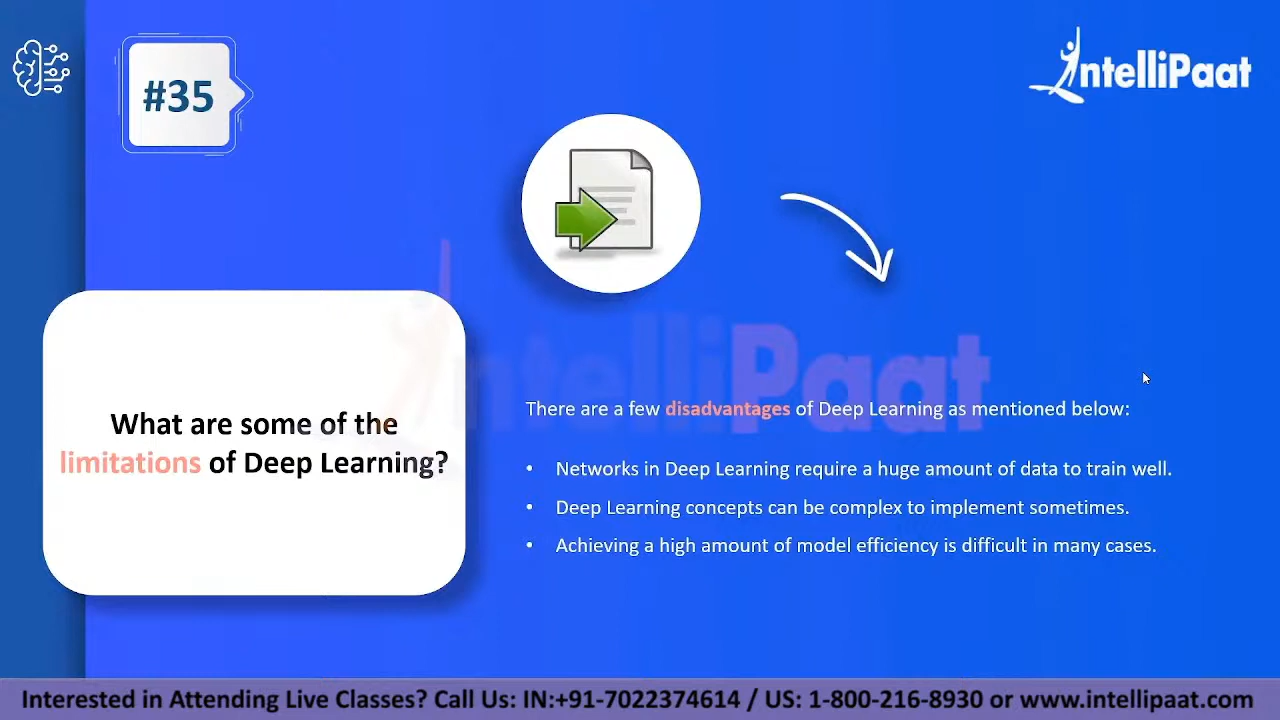 #35
IntelliPaat
What are some of the
limitations of Deep Learning?
IntelliPaat
There are a few disadvantages of Deep Learning as mentioned below:
• Networks in Deep Learning require a huge amount of data to train well.
• Deep Learning concepts can be complex to implement sometimes.
• Achieving a high amount of model efficiency is difficult in many cases.
Interested in Attending Live Classes? Call Us: IN:+91-7022374614 / US: 1-800-216-8930 or www.intellipaat.com